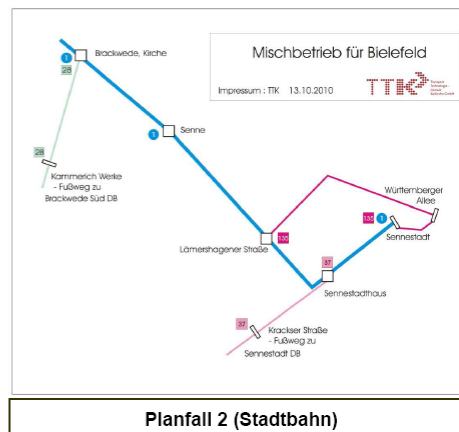 Mischbetrieb für Bielefeld
Impressum : TTK 13.10.2010
TTK
Brackwede, Kirche
1
28
1
Senne
28
Kammerich Werke
- Fußweg zu
Brackwede Süd DB
Württemberger
Allee
135
1
Sennestadt
135
Lämershagener Straße
37
Sennestadthaus
37
Krackser Straße
- Fußweg zu
Sennestadt DB
Planfall 2 (Stadtbahn)